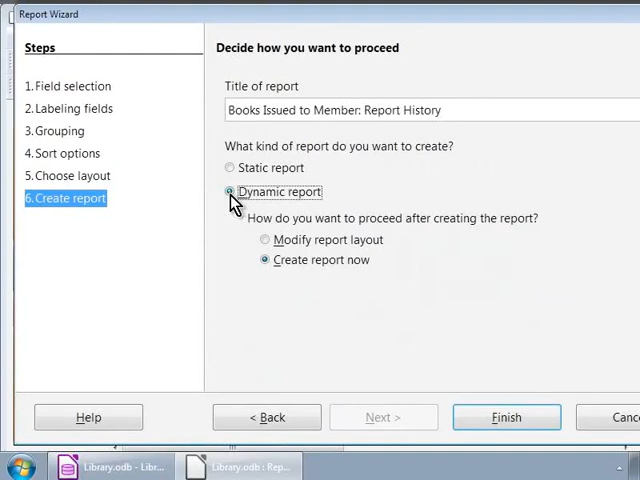 Report Wizard
Steps
1.Field selection
2.Labeling fields
3.Grouping
4.Sort options
5.Choose layout
6.Create report
Decide how you want to proceed
Title of report
Books Issued to Member: Report History
What kind of report do you want to create?
Static report
Dynamic report
How do you want to proceed after creating the report?
Modify report layout
Create report now
Help
< Back
Next >
Finish
Canc
Library.odb - Libr...
Library.odb : Rep...